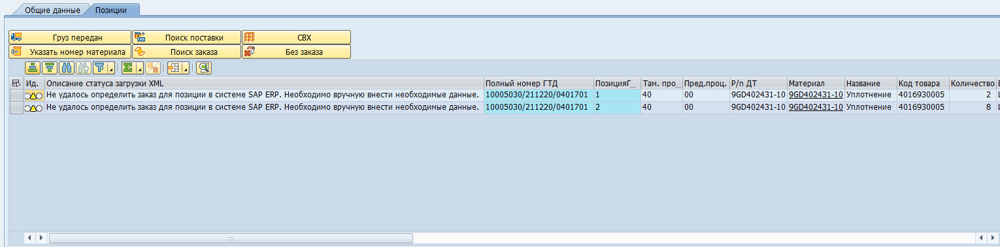 Общие данные Позиции
Груз передан Поиск поставки СВХ
Указать номер материала Поиск заказа Без заказа
Ид. Описание статуса загрузки XML Полный номер ГТД ПозицияГ... Там. про... Пред.проц. P/n ДТ Материал Название Код товара Количество
Не удалось определить заказ для позиции в системе SAP ERP. Необходимо вручную внести необходимые данные. 10005030/211220/0401701 1 40 00 9GD402431-10 9GD402431-10 Уплотнение 4016930005 2
Не удалось определить заказ для позиции в системе SAP ERP. Необходимо вручную внести необходимые данные. 10005030/211220/0401701 2 40 00 9GD402431-10 9GD402431-10 Уплотнение 4016930005 8